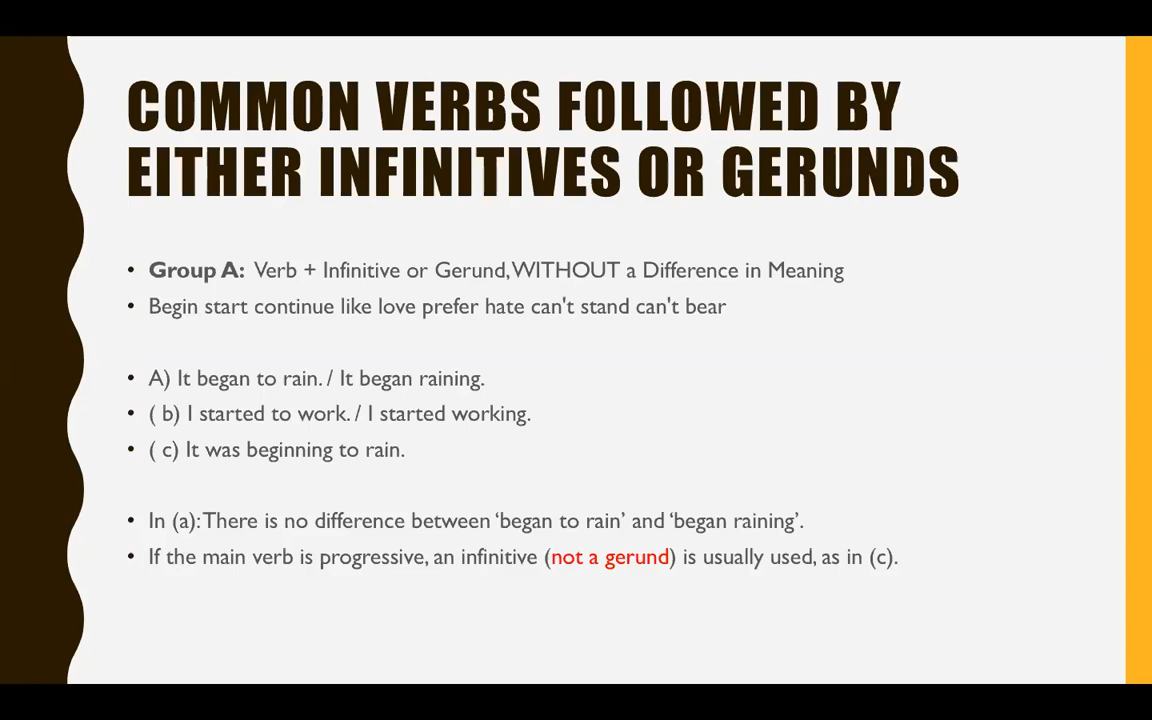 COMMON VERBS FOLLOWED BY
EITHER INFINITIVES OR GERUNDS
• Group A: Verb + Infinitive or Gerund, WITHOUT a Difference in Meaning
• Begin start continue like love prefer hate can't stand can't bear
• A) It began to rain. / It began raining.
• ( b) I started to work. / I started working.
• ( c) It was beginning to rain.
• In (a): There is no difference between ‘began to rain’ and ‘began raining’.
• If the main verb is progressive, an infinitive (not a gerund) is usually used, as in (c).